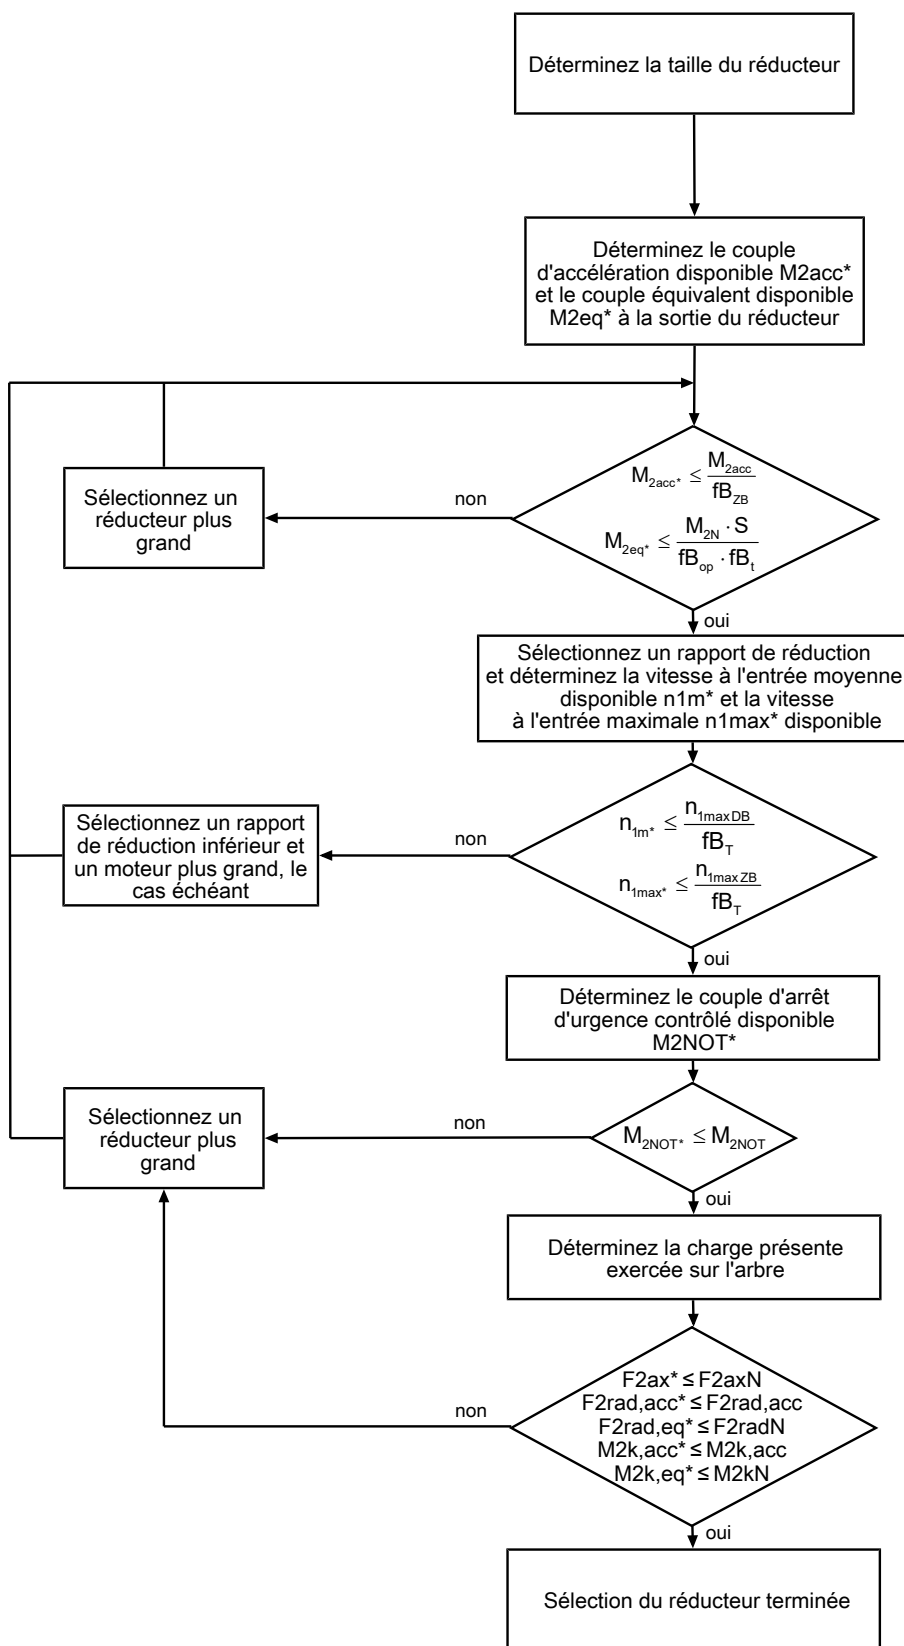 Déterminez la taille du réducteur
Déterminez le couple
d'accélération disponible M2acc*
et le couple équivalent disponible
M2eq* à la sortie du réducteur
M2acc* ≤ M2acc / fBZB
M2eq* ≤ M2N · S / fBop · fBt
non
Sélectionnez un
réducteur plus
grand
oui
Sélectionnez un rapport de réduction
et déterminez la vitesse à l'entrée moyenne
disponible n1m* et la vitesse
à l'entrée maximale n1max* disponible
n1m* ≤ n1maxDB / fBT
n1max* ≤ n1maxZB / fBT
non
Sélectionnez un rapport
de réduction inférieur et
un moteur plus grand, le
cas échéant
oui
Déterminez le couple d'arrêt
d'urgence contrôlé disponible
M2NOT*
M2NOT* ≤ M2NOT
non
Sélectionnez un
réducteur plus
grand
oui
Déterminez la charge présente
exercée sur l'arbre
F2ax* ≤ F2axN
F2rad,acc* ≤ F2rad,acc
F2rad,eq* ≤ F2radN
M2k,acc* ≤ M2k,acc
M2k,eq* ≤ M2kN
non
oui
Sélection du réducteur terminée